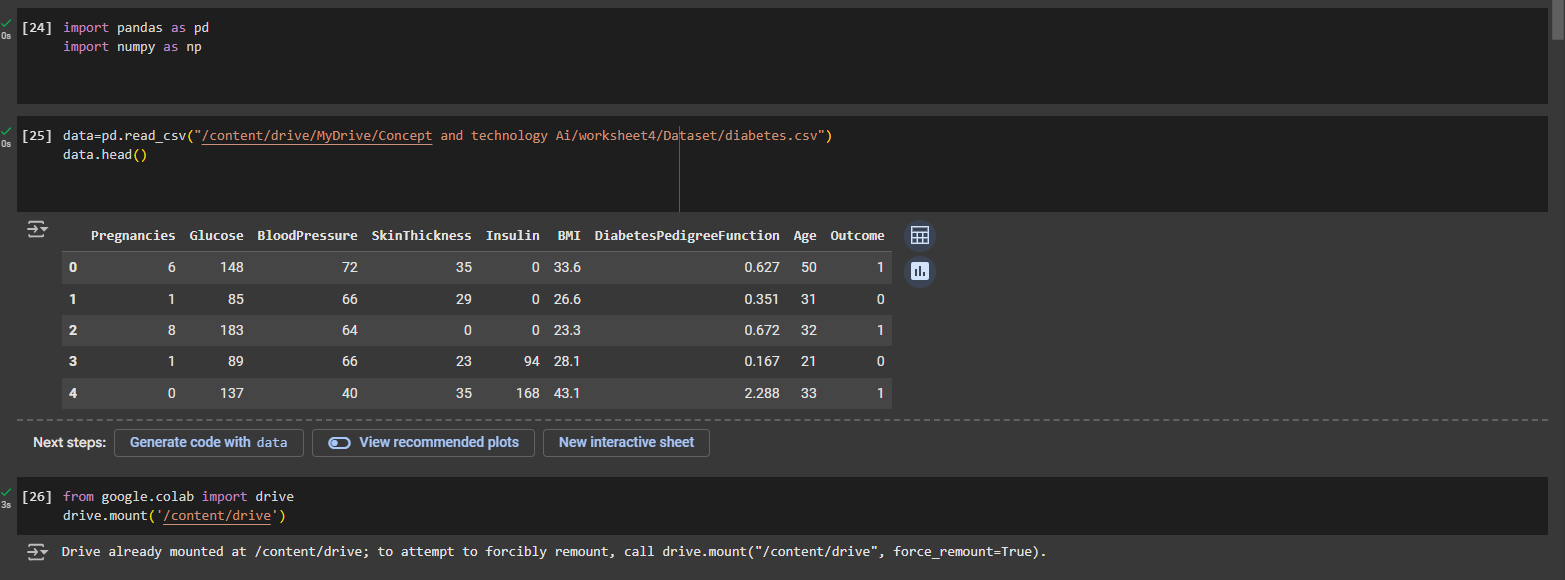 [24] import pandas as pd
import numpy as np
0s
[25] data=pd.read_csv("/content/drive/MyDrive/Concept and technology Ai/worksheet4/Dataset/diabetes.csv")
0s data.head()
Pregnancies Glucose BloodPressure SkinThickness Insulin BMI DiabetesPedigreeFunction Age Outcome
0 6 148 72 35 0 33.6 0.627 50 1
1 1 85 66 29 0 26.6 0.351 31 0
2 8 183 64 0 0 23.3 0.672 32 1
3 1 89 66 23 94 28.1 0.167 21 0
4 0 137 40 35 168 43.1 2.288 33 1
Next steps: Generate code with data View recommended plots New interactive sheet
[26] from google.colab import drive
3s drive.mount('/content/drive')
Drive already mounted at /content/drive; to attempt to forcibly remount, call drive.mount("/content/drive", force_remount=True).